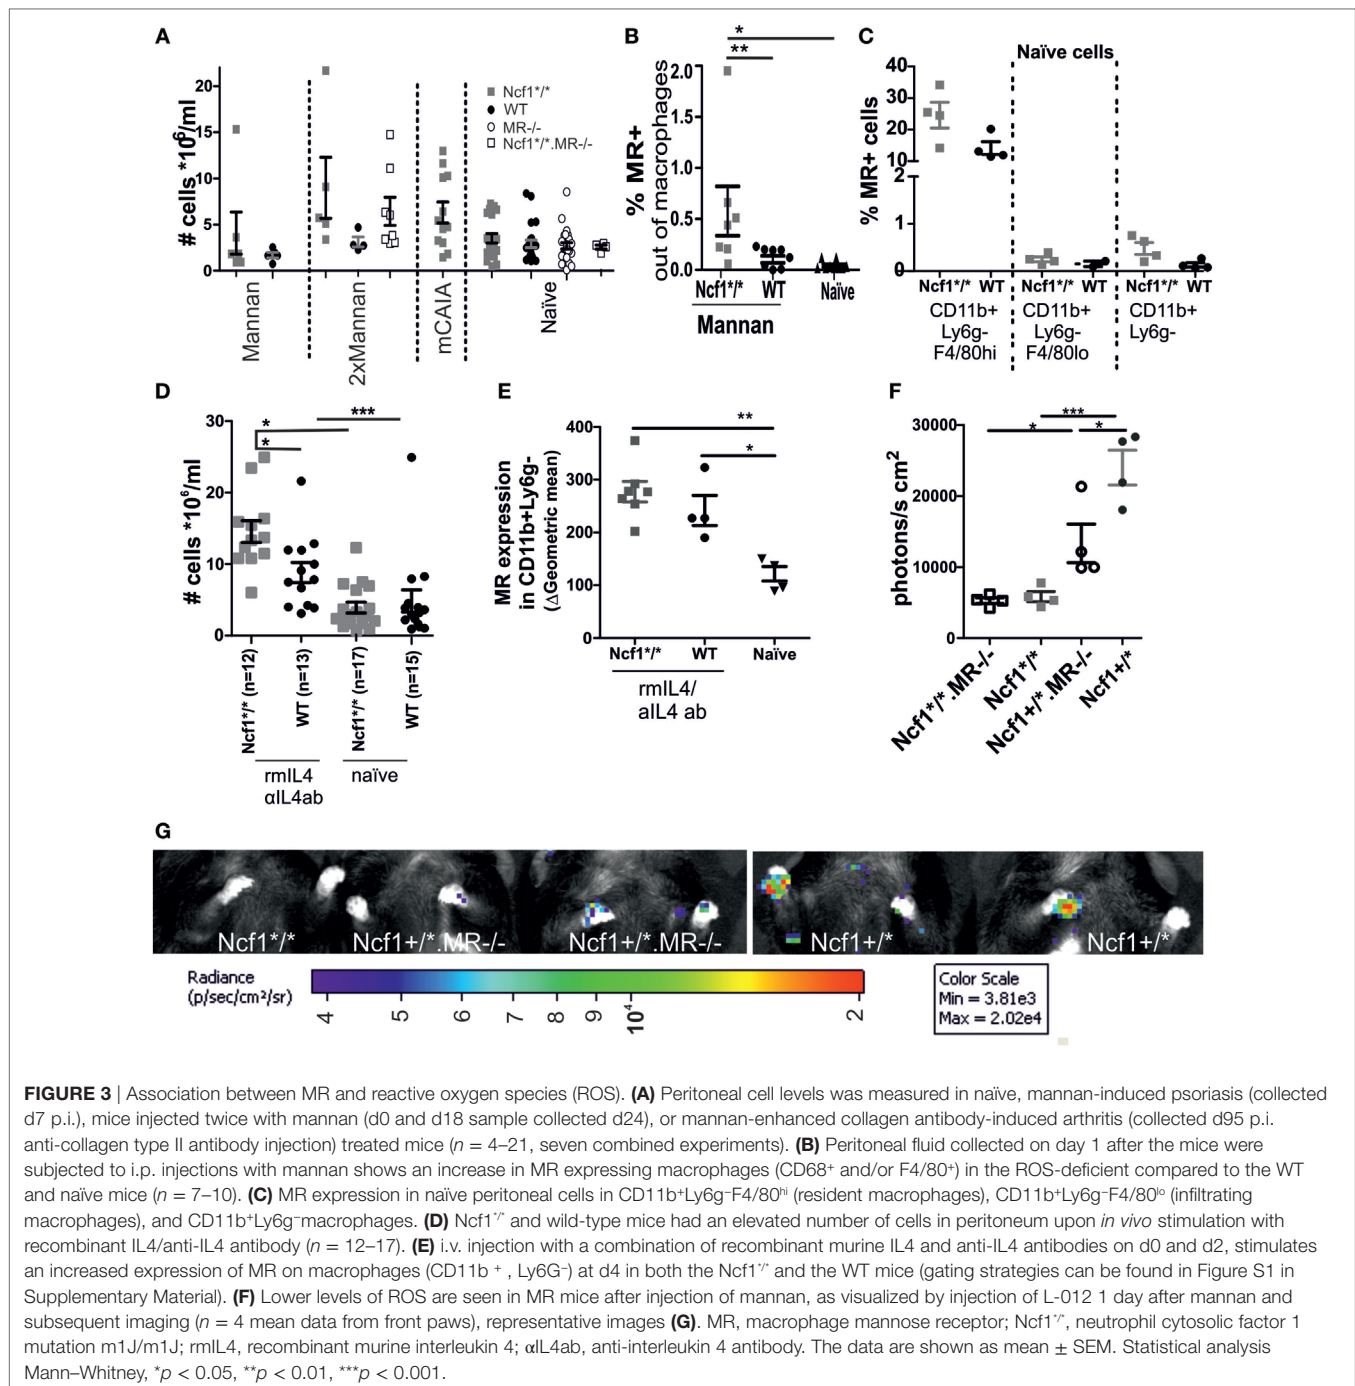 A
# cells *10⁶/ml
20
15
10
5
0
Ncf1*/*
WT
MR-/-
Ncf1*/*.MR-/-
Mannan
2xMannan
mCAIA
Naïve
B
% MR+
out of macrophages
2.0
1.5
1.0
0.5
0.0
*
**
Ncf1*/* WT Naïve
Mannan
C
Naïve cells
% MR+ cells
40
30
20
10
2
1
0
Ncf1*/* WT Ncf1*/* WT Ncf1*/* WT
CD11b+ CD11b+ CD11b+
Ly6g- Ly6g- Ly6g-
F4/80hi F4/80lo
D
# cells *10⁶/ml
30
20
10
0
*
*
***
Ncf1*/* (n=12)
WT (n=13)
Ncf1*/* (n=17)
WT (n=15)
rmIL4 naïve
αIL4ab
E
MR expression
in CD11b+Ly6g-
(ΔGeometric mean)
400
300
200
100
0
**
*
Ncf1*/* WT Naïve
rmIL4/
aIL4 ab
F
photons/s cm²
30000
20000
10000
0
***
* *
Ncf1*/*.MR-/-
Ncf1*/*
Ncf1+/*.MR-/-
Ncf1+/*
G
Ncf1*/* Ncf1+/*.MR-/- Ncf1+/*.MR-/- Ncf1+/* Ncf1+/*
Radiance
(p/sec/cm²/sr)
4 5 6 7 8 9 10⁴ 2
Color Scale
Min = 3.81e3
Max = 2.02e4
FIGURE 3 | Association between MR and reactive oxygen species (ROS). (A) Peritoneal cell levels was measured in naïve, mannan-induced psoriasis (collected
d7 p.i.), mice injected twice with mannan (d0 and d18 sample collected d24), or mannan-enhanced collagen antibody-induced arthritis (collected d95 p.i.
anti-collagen type II antibody injection) treated mice (n = 4–21, seven combined experiments). (B) Peritoneal fluid collected on day 1 after the mice were
subjected to i.p. injections with mannan shows an increase in MR expressing macrophages (CD68⁺ and/or F4/80⁺) in the ROS-deficient compared to the WT
and naïve mice (n = 7–10). (C) MR expression in naïve peritoneal cells in CD11b⁺Ly6g⁻F4/80ʰⁱ (resident macrophages), CD11b⁺Ly6g⁻F4/80ˡᵒ (infiltrating
macrophages), and CD11b⁺Ly6g⁻macrophages. (D) Ncf1*/* and wild-type mice had an elevated number of cells in peritoneum upon in vivo stimulation with
recombinant IL4/anti-IL4 antibody (n = 12–17). (E) i.v. injection with a combination of recombinant murine IL4 and anti-IL4 antibodies on d0 and d2, stimulates
an increased expression of MR on macrophages (CD11b ⁺ , Ly6G⁻) at d4 in both the Ncf1*/* and the WT mice (gating strategies can be found in Figure S1 in
Supplementary Material). (F) Lower levels of ROS are seen in MR mice after injection of mannan, as visualized by injection of L-012 1 day after mannan and
subsequent imaging (n = 4 mean data from front paws), representative images (G). MR, macrophage mannose receptor; Ncf1*/*, neutrophil cytosolic factor 1
mutation m1J/m1J; rmIL4, recombinant murine interleukin 4; αIL4ab, anti-interleukin 4 antibody. The data are shown as mean ± SEM. Statistical analysis
Mann–Whitney, *p < 0.05, **p < 0.01, ***p < 0.001.